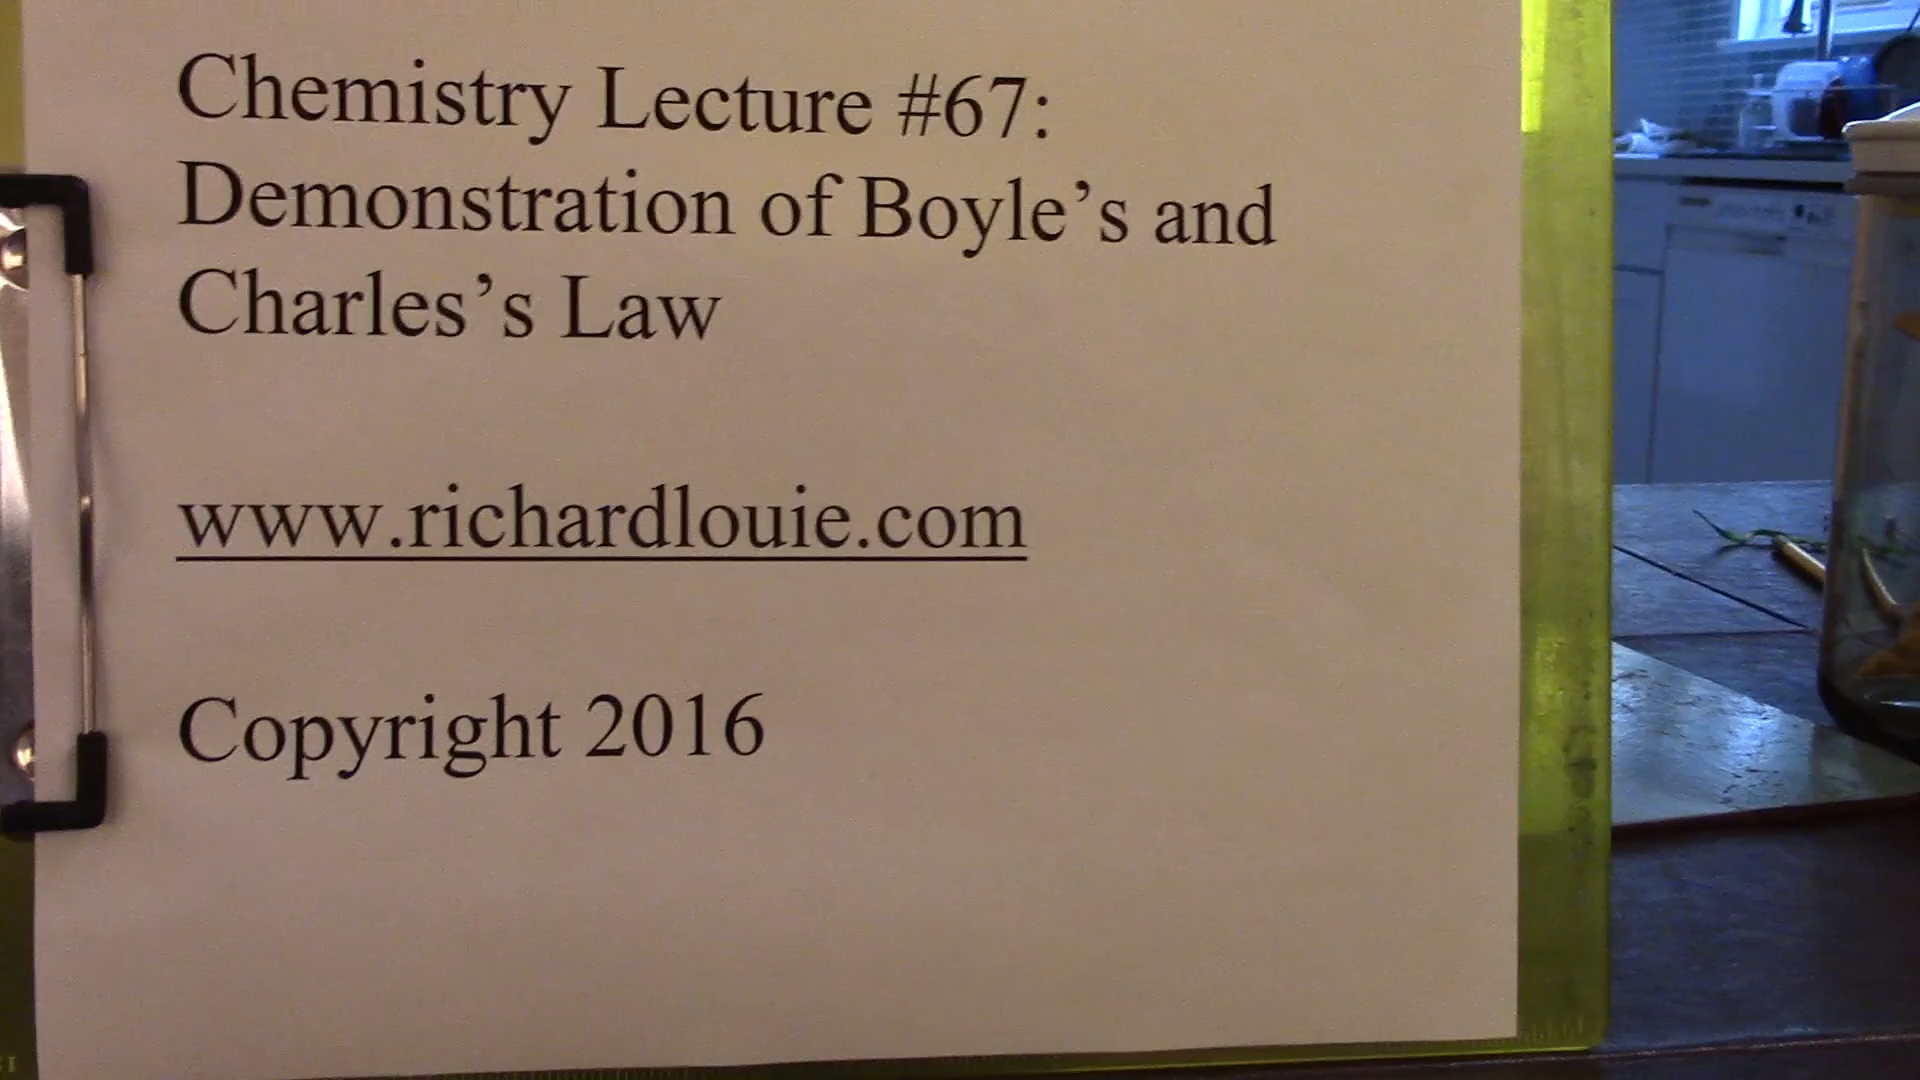 Chemistry Lecture #67:
Demonstration of Boyle’s and
Charles’s Law
www.richardlouie.com
Copyright 2016